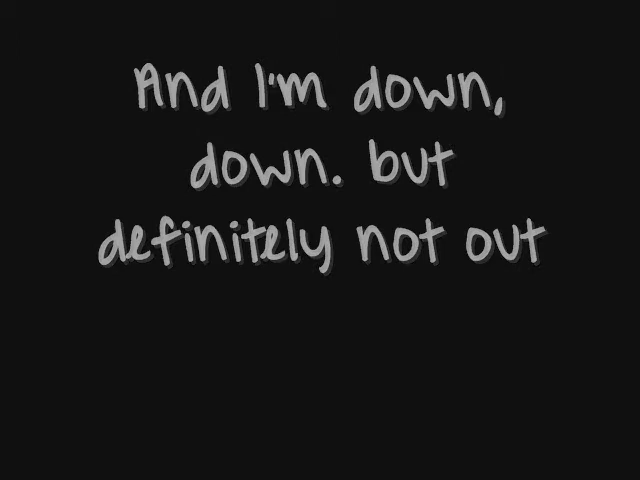 And I'm down,
down. but
definitely not out